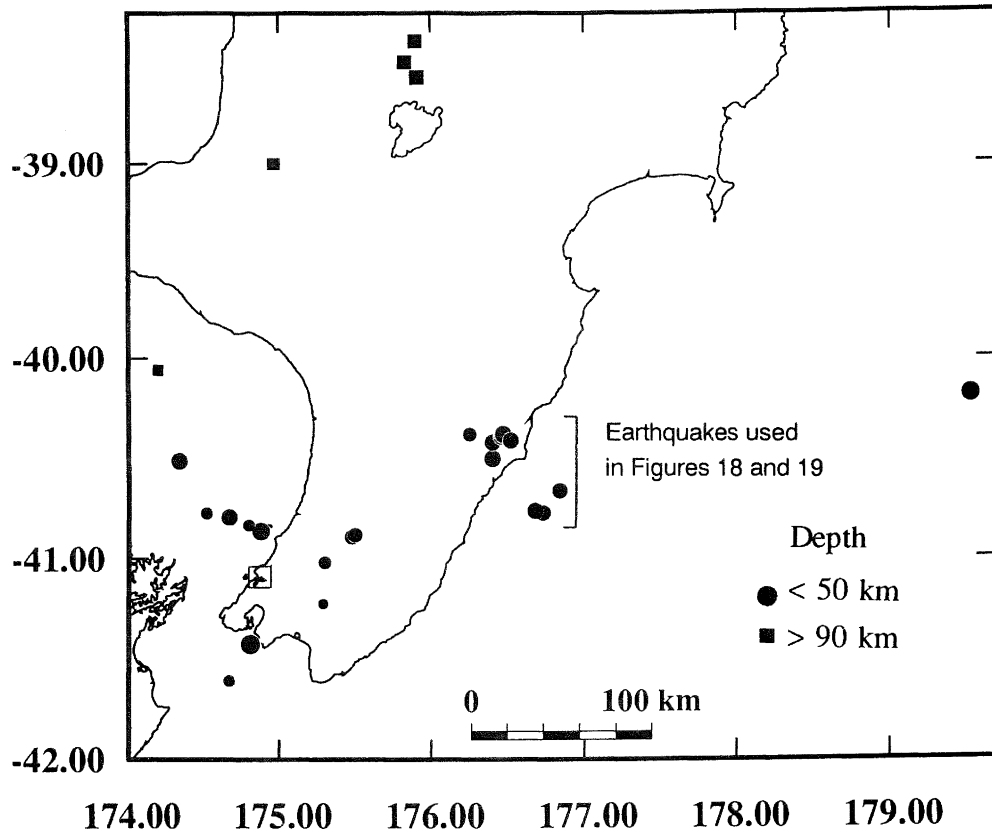 -39.00
-40.00
Earthquakes used
in Figures 18 and 19
Depth
-41.00
< 50 km
> 90 km
0 100 km
-42.00
174.00 175.00 176.00 177.00 178.00 179.00